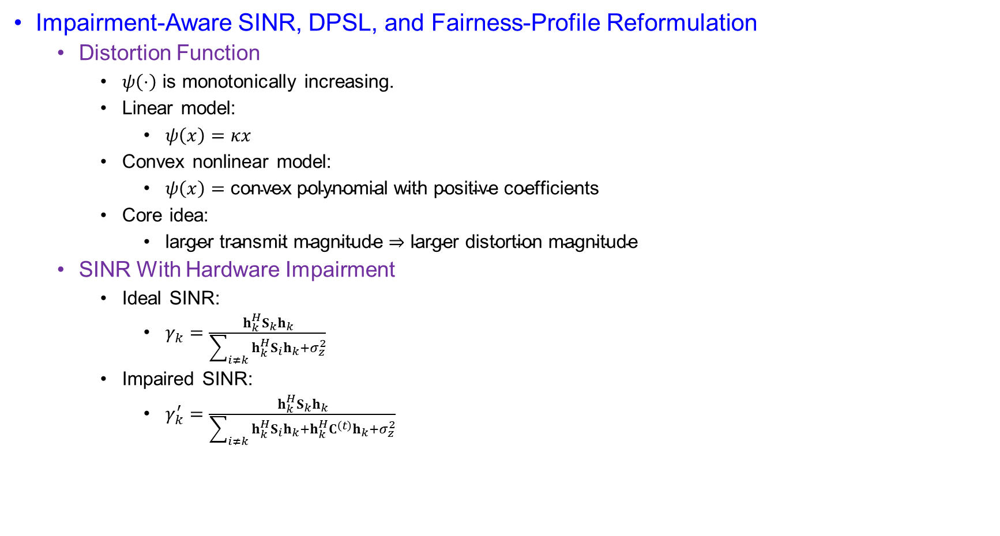 • Impairment-Aware SINR, DPSL, and Fairness-Profile Reformulation
• Distortion Function
• ψ(·) is monotonically increasing.
• Linear model:
• ψ(x) = κx
• Convex nonlinear model:
• ψ(x) = convex polynomial with positive coefficients
• Core idea:
• larger transmit magnitude ⇒ larger distortion magnitude
• SINR With Hardware Impairment
• Ideal SINR:
• γ_k = \frac{𝐡_k^H 𝐒_k 𝐡_k}{∑_{i≠k} 𝐡_k^H 𝐒_i 𝐡_k+σ_z^2}
• Impaired SINR:
• γ_k′ = \frac{𝐡_k^H 𝐒_k 𝐡_k}{∑_{i≠k} 𝐡_k^H 𝐒_i 𝐡_k+𝐡_k^H 𝐂^{(t)} 𝐡_k+σ_z^2}